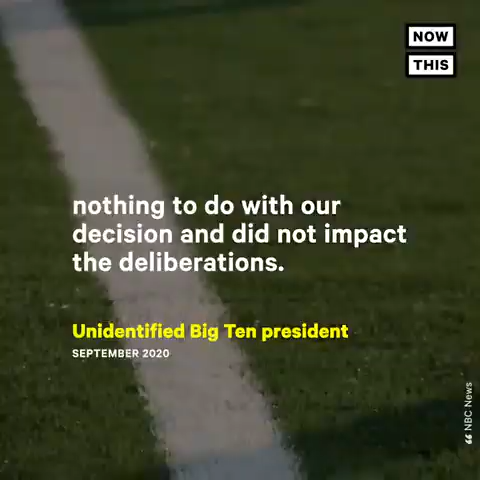 NOW
THIS
nothing to do with our
decision and did not impact
the deliberations.
Unidentified Big Ten president
SEPTEMBER 2020
❝ NBC News